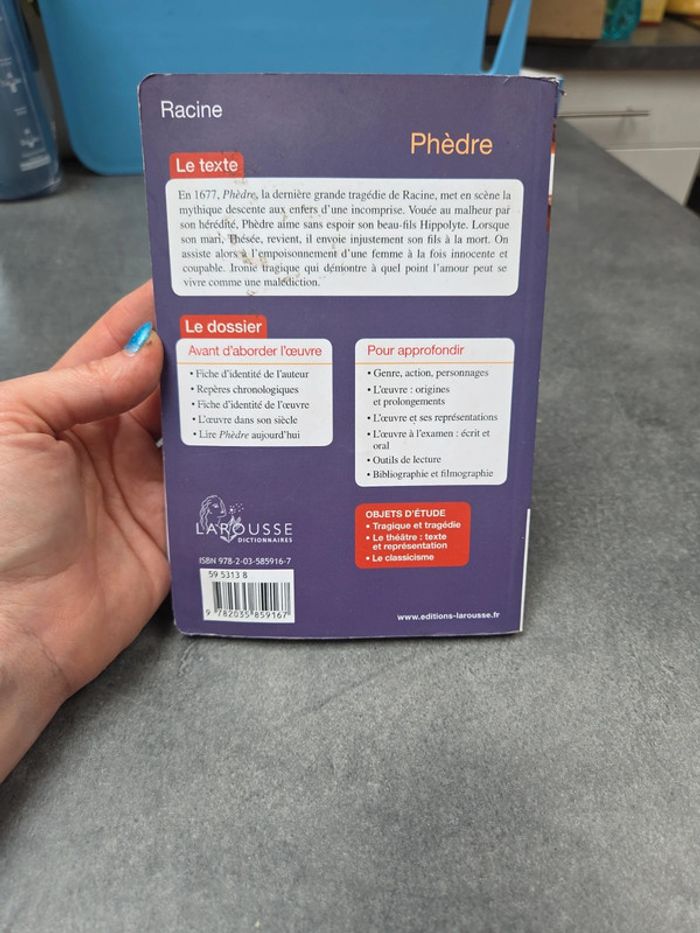 Racine
Phèdre
Le texte
En 1677, Phèdre, la dernière grande tragédie de Racine, met en scène la
mythique descente aux enfers d'une incomprise. Vouée au malheur par
son hérédité, Phèdre aime sans espoir son beau-fils Hippolyte. Lorsque
son mari, Thésée, revient, il envoie injustement son fils à la mort. On
assiste alors à l'empoisonnement d'une femme à la fois innocente et
coupable. Ironie tragique qui démontre à quel point l'amour peut se
vivre comme une malédiction.
Le dossier
Avant d'aborder l'œuvre
• Fiche d'identité de l'auteur
• Repères chronologiques
• Fiche d'identité de l'œuvre
• L'œuvre dans son siècle
• Lire Phèdre aujourd'hui
Pour approfondir
• Genre, action, personnages
• L'œuvre : origines
et prolongements
• L'œuvre et ses représentations
• L'œuvre à l'examen : écrit et
oral
• Outils de lecture
• Bibliographie et filmographie
OBJETS D'ÉTUDE
• Tragique et tragédie
• Le théâtre : texte
et représentation
• Le classicisme
LAROUSSE
DICTIONNAIRES
ISBN 978-2-03-585916-7
59 5313 8
9 782035 859167
www.editions-larousse.fr